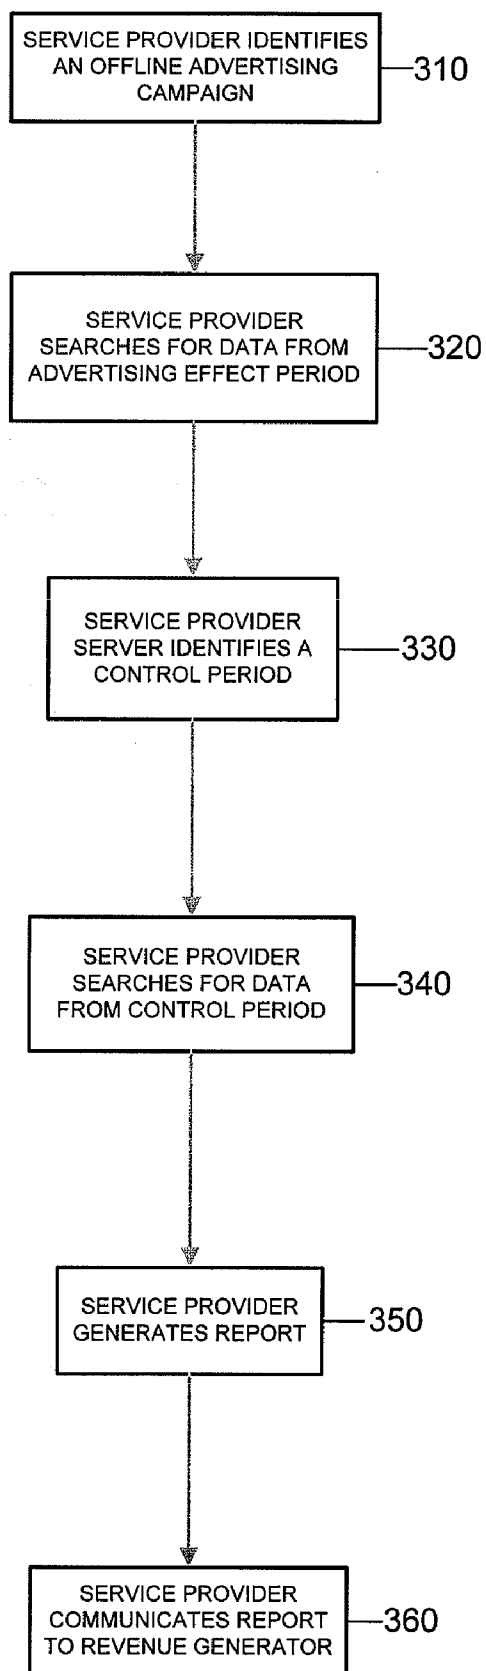 SERVICE PROVIDER IDENTIFIES
AN OFFLINE ADVERTISING
CAMPAIGN
310
SERVICE PROVIDER
SEARCHES FOR DATA FROM
ADVERTISING EFFECT PERIOD
320
SERVICE PROVIDER
SERVER IDENTIFIES A
CONTROL PERIOD
330
SERVICE PROVIDER
SEARCHES FOR DATA
FROM CONTROL PERIOD
340
SERVICE PROVIDER
GENERATES REPORT
350
SERVICE PROVIDER
COMMUNICATES REPORT
TO REVENUE GENERATOR
360